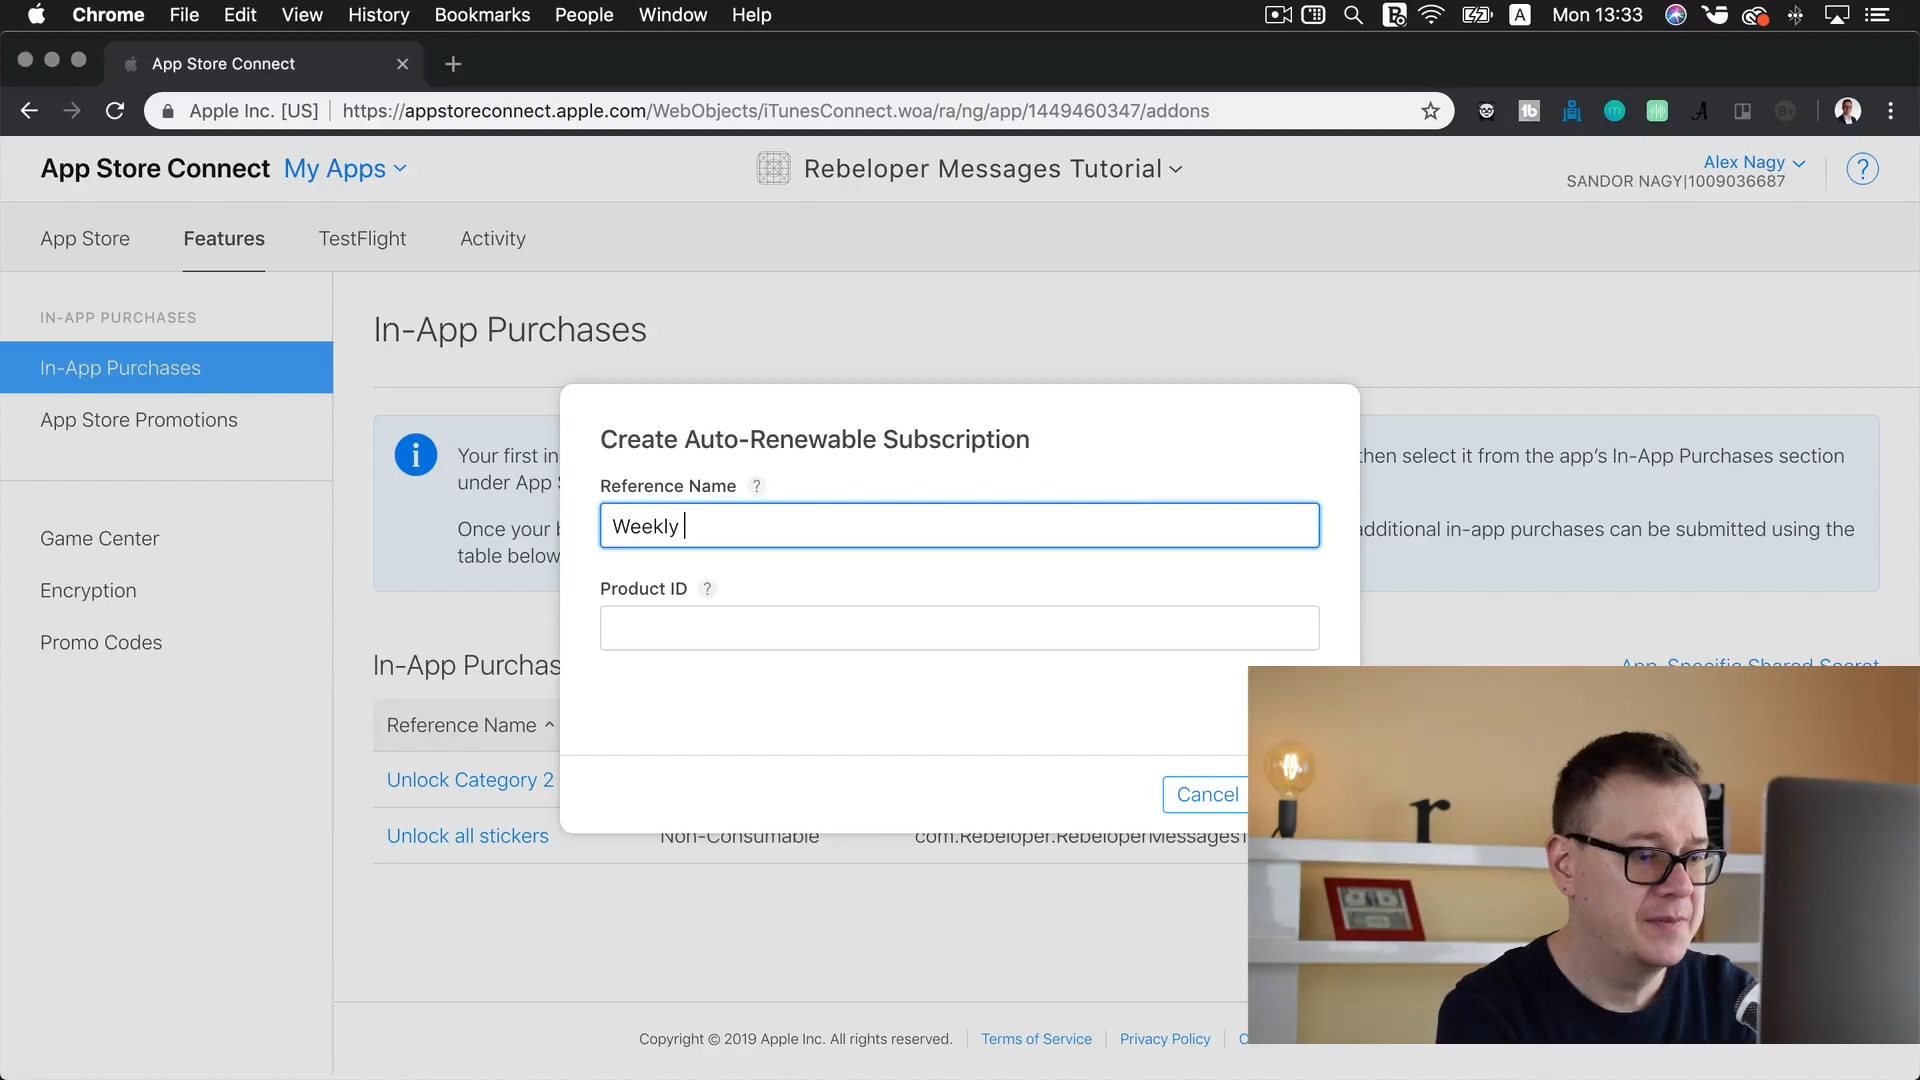 Chrome File Edit View History Bookmarks People Window Help
A Mon 13:33
App Store Connect
Apple Inc. [US] https://appstoreconnect.apple.com/WebObjects/iTunesConnect.woa/ra/ng/app/1449460347/addons
App Store Connect My Apps
Rebeloper Messages Tutorial
Alex Nagy
SANDOR NAGY|1009036687
?
App Store Features TestFlight Activity
IN-APP PURCHASES
In-App Purchases
App Store Promotions
Game Center
Encryption
Promo Codes
In-App Purchases
Your first in
then select it from the app's In-App Purchases section
under App S
Once your b
additional in-app purchases can be submitted using the
table below
Create Auto-Renewable Subscription
Reference Name ?
Weekly
Product ID ?
Cancel
In-App Purchas
App-Specific Shared Secret
Reference Name
Unlock Category 2
Unlock all stickers Non-Consumable com.Rebeloper.RebeloperMessagesT
Copyright © 2019 Apple Inc. All rights reserved. Terms of Service Privacy Policy C